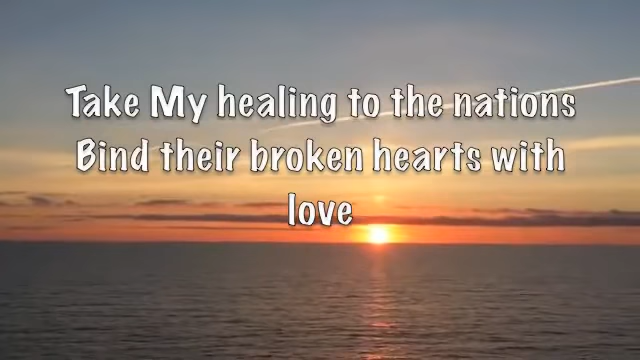 Take My healing to the nations
Bind their broken hearts with
love